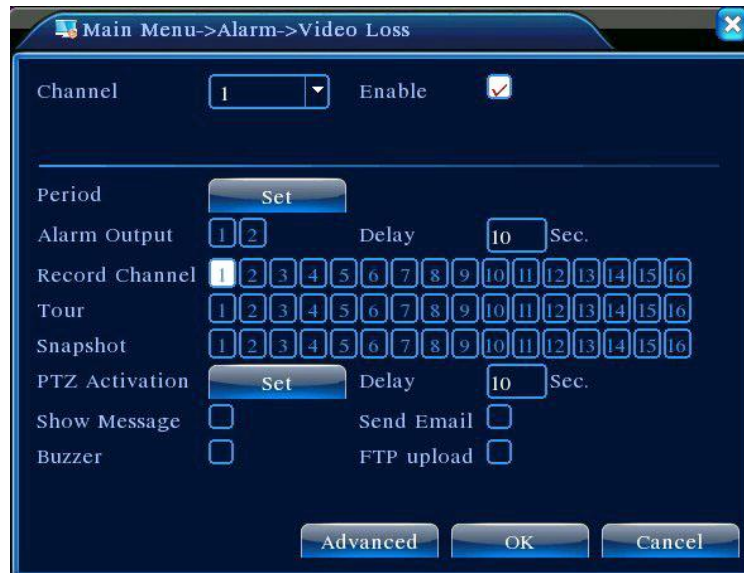 Main Menu->Alarm->Video Loss
Channel 1 Enable
Period Set
Alarm Output 1 2 Delay 10 Sec.
Record Channel 1 2 3 4 5 6 7 8 9 10 11 12 13 14 15 16
Tour 1 2 3 4 5 6 7 8 9 10 11 12 13 14 15 16
Snapshot 1 2 3 4 5 6 7 8 9 10 11 12 13 14 15 16
PTZ Activation Set Delay 10 Sec.
Show Message Send Email
Buzzer FTP upload
Advanced OK Cancel